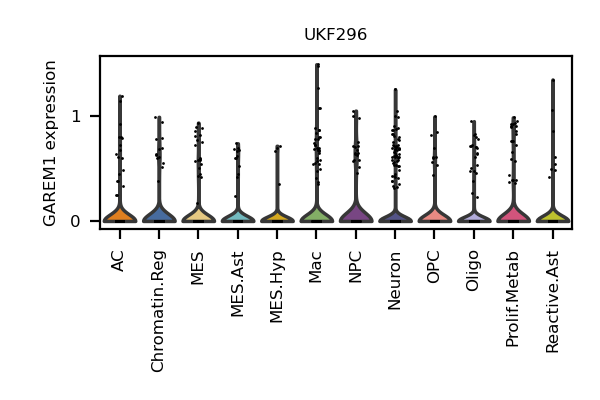 UKF296
GAREM1 expression
1
0
AC
Chromatin.Reg
MES
MES.Ast
MES.Hyp
Mac
NPC
Neuron
OPC
Oligo
Prolif.Metab
Reactive.Ast